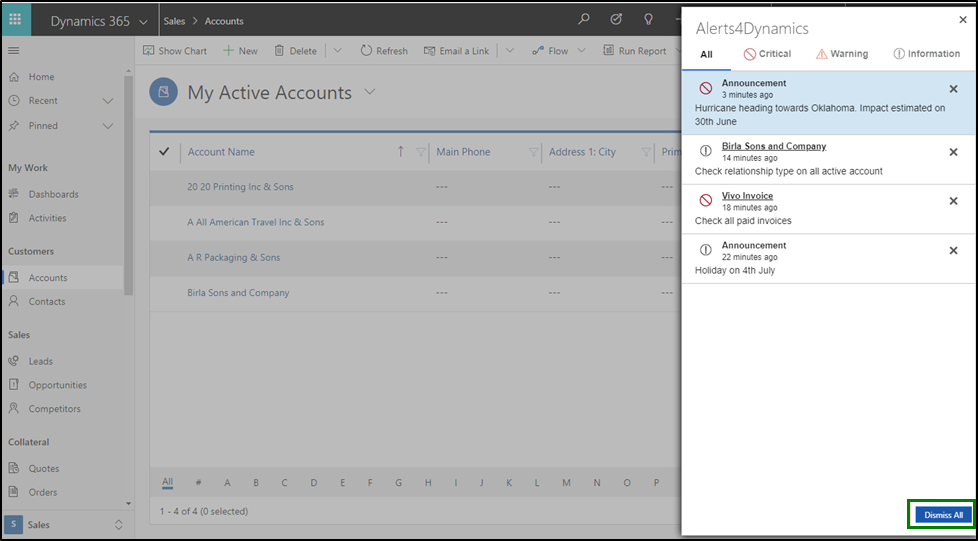 Dynamics 365
Sales > Accounts
Show Chart
New
Delete
Refresh
Email a Link
Flow
Run Report
Home
Recent
Pinned
My Work
Dashboards
Activities
Customers
Accounts
Contacts
Sales
Leads
Opportunities
Competitors
Collateral
Quotes
Orders
S Sales
My Active Accounts
Account Name Main Phone Address 1: City Prim
20 20 Printing Inc & Sons --- ---
A All American Travel Inc & Sons --- ---
A R Packaging & Sons --- ---
Birla Sons and Company --- ---
All # A B C D E F G H I J K L M N O P
1 - 4 of 4 (0 selected)
Alerts4Dynamics
All Critical Warning Information
Announcement
3 minutes ago
Hurricane heading towards Oklahoma. Impact estimated on
30th June
Birla Sons and Company
14 minutes ago
Check relationship type on all active account
Vivo Invoice
18 minutes ago
Check all paid invoices
Announcement
22 minutes ago
Holiday on 4th July
Dismiss All